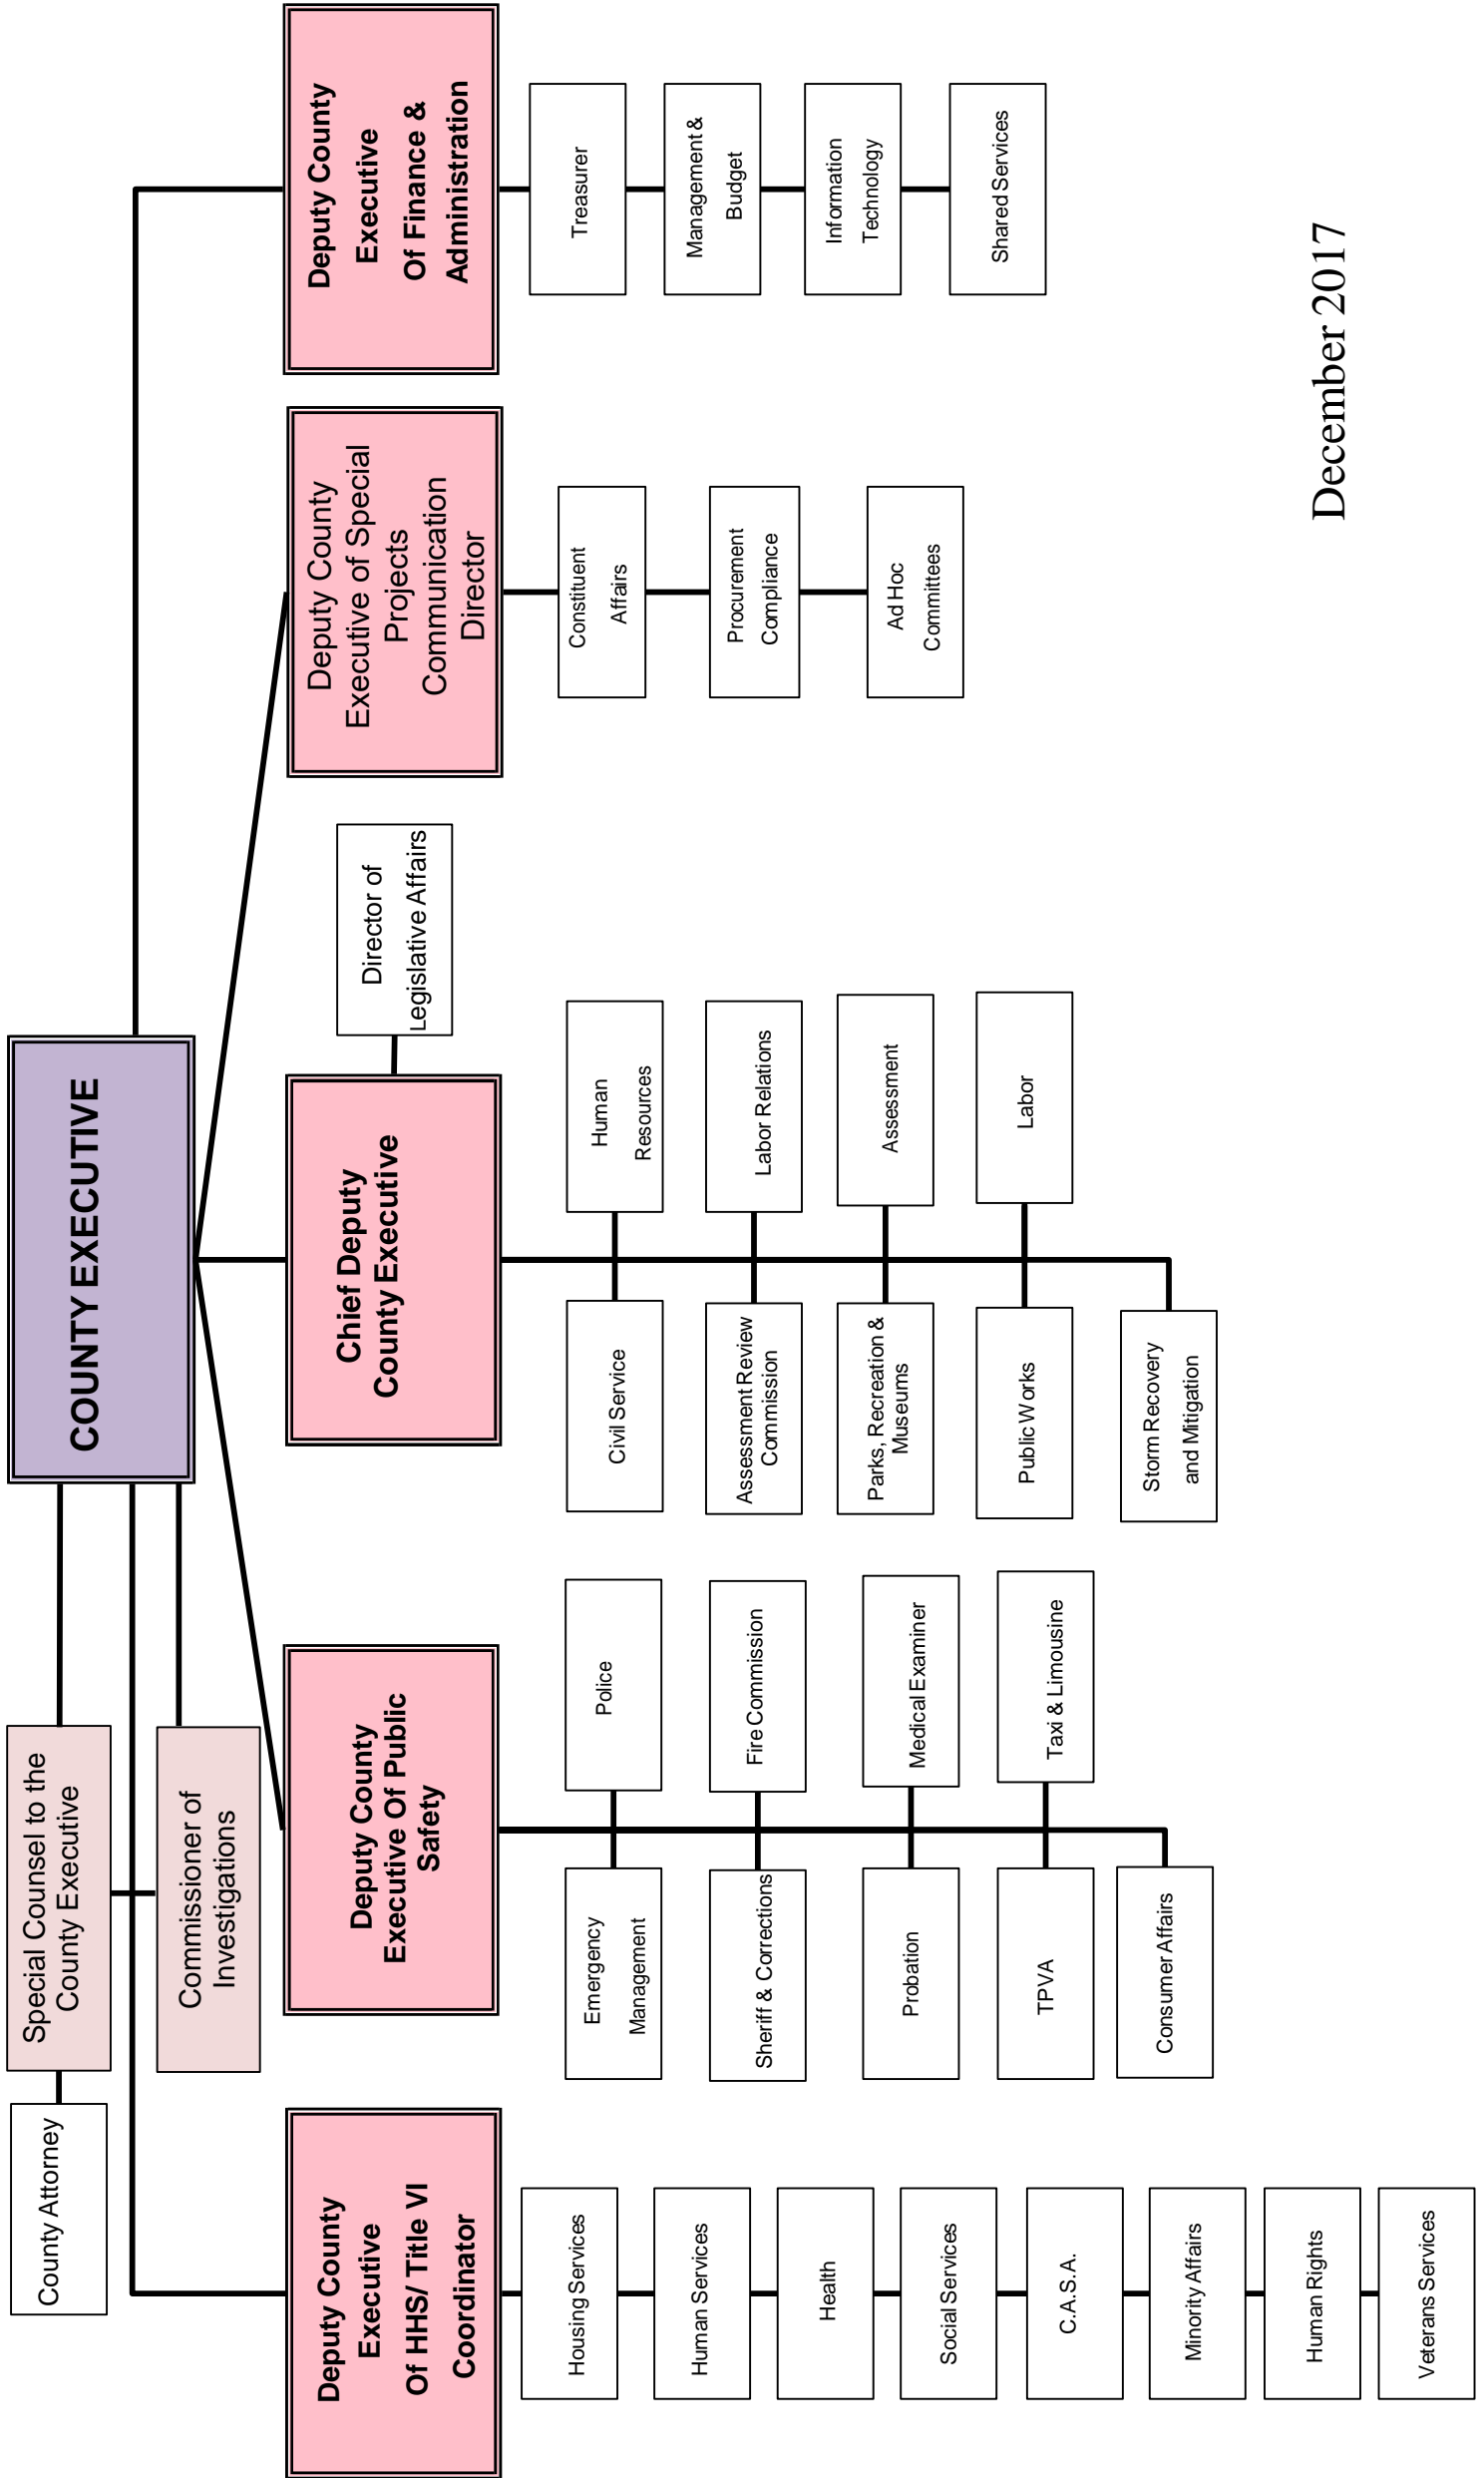 COUNTY EXECUTIVE
County Attorney
Special Counsel to the
County Executive
Commissioner of
Investigations
Deputy County
Executive
Of HHS/ Title VI
Coordinator
Housing Services
Human Services
Health
Social Services
C.A.S.A.
Minority Affairs
Human Rights
Veterans Services
Deputy County
Executive Of Public
Safety
Emergency
Management
Police
Sheriff & Corrections
Fire Commission
Probation
Medical Examiner
TPVA
Taxi & Limousine
Consumer Affairs
Chief Deputy
County Executive
Director of
Legislative Affairs
Civil Service
Human
Resources
Assessment Review
Commission
Labor Relations
Parks, Recreation &
Museums
Assessment
Public Works
Labor
Storm Recovery
and Mitigation
Deputy County
Executive of Special
Projects
Communication
Director
Constituent
Affairs
Procurement
Compliance
Ad Hoc
Committees
Deputy County
Executive
Of Finance &
Administration
Treasurer
Management &
Budget
Information
Technology
Shared Services
December 2017